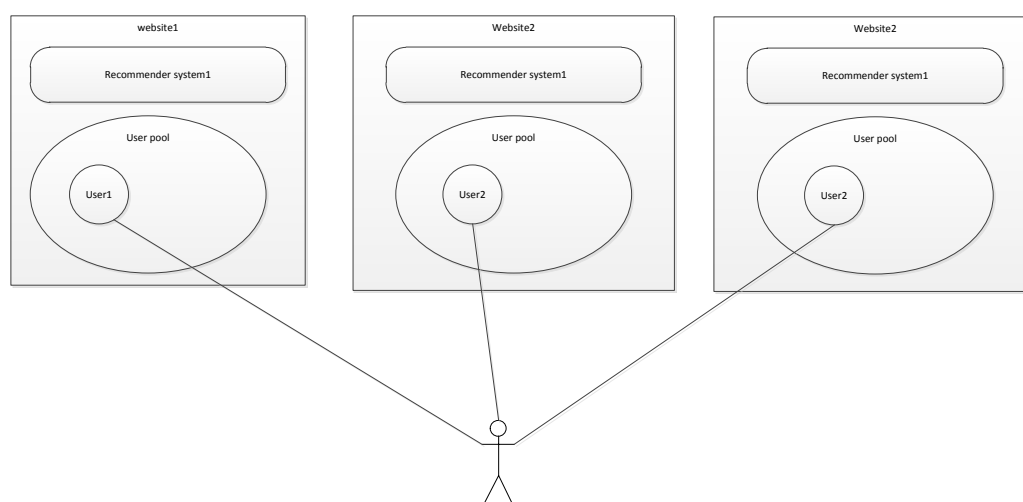 website1
Recommender system1
User pool
User1
Website2
Recommender system1
User pool
User2
Website2
Recommender system1
User pool
User2